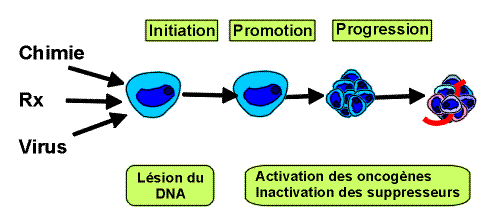 Initiation Promotion Progression
Chimie
Rx
Virus
Lésion du
DNA
Activation des oncogènes
Inactivation des suppresseurs